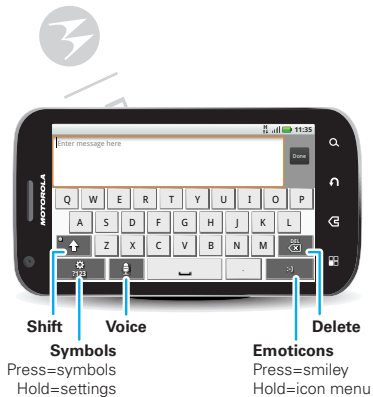 11:35
Enter message here
Done
MOTOROLA
Q W E R T Y U I O P
A S D F G H J K L
Z X C V B N M DEL
?123 . :-)
Shift Voice Delete
Symbols Emoticons
Press=symbols Press=smiley
Hold=settings Hold=icon menu